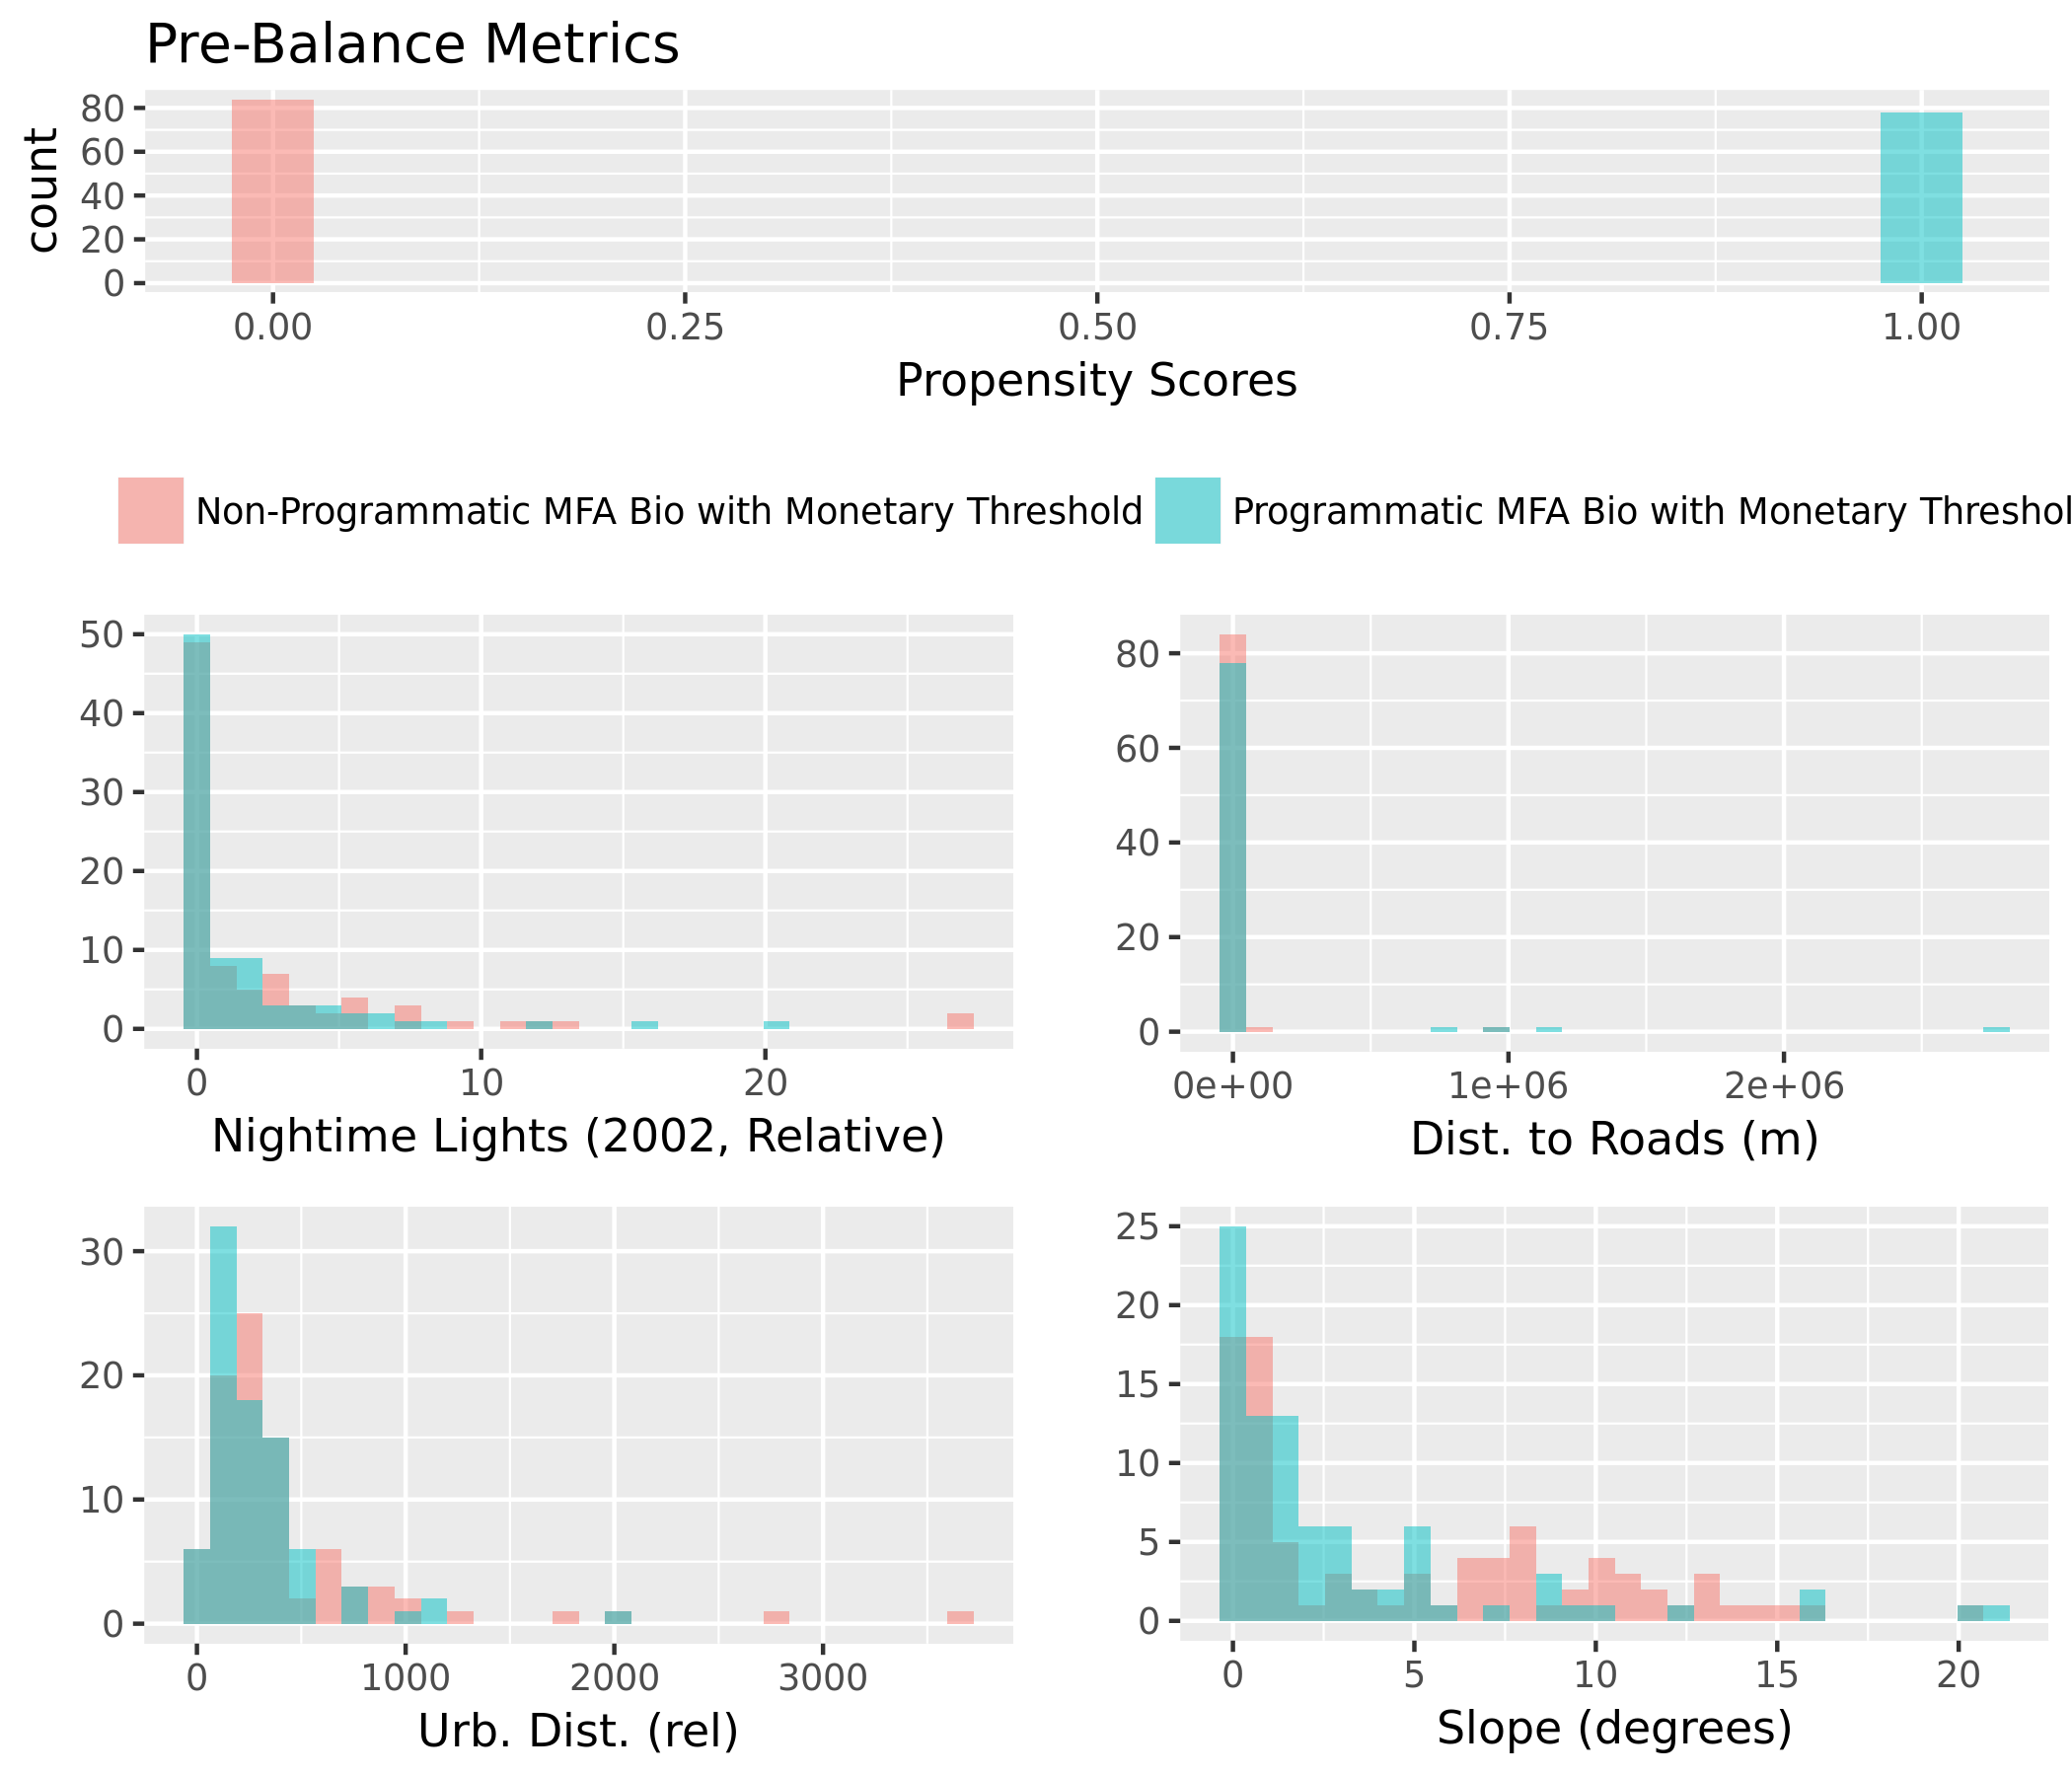 Pre-Balance Metrics
count
80
60
40
20
0
0.00 0.25 0.50 0.75 1.00
Propensity Scores
Non-Programmatic MFA Bio with Monetary Threshold Programmatic MFA Bio with Monetary Threshol
50
40
30
20
10
0
0 10 20
Nightime Lights (2002, Relative)
80
60
40
20
0
0e+00 1e+06 2e+06
Dist. to Roads (m)
30
20
10
0
0 1000 2000 3000
Urb. Dist. (rel)
25
20
15
10
5
0
0 5 10 15 20
Slope (degrees)